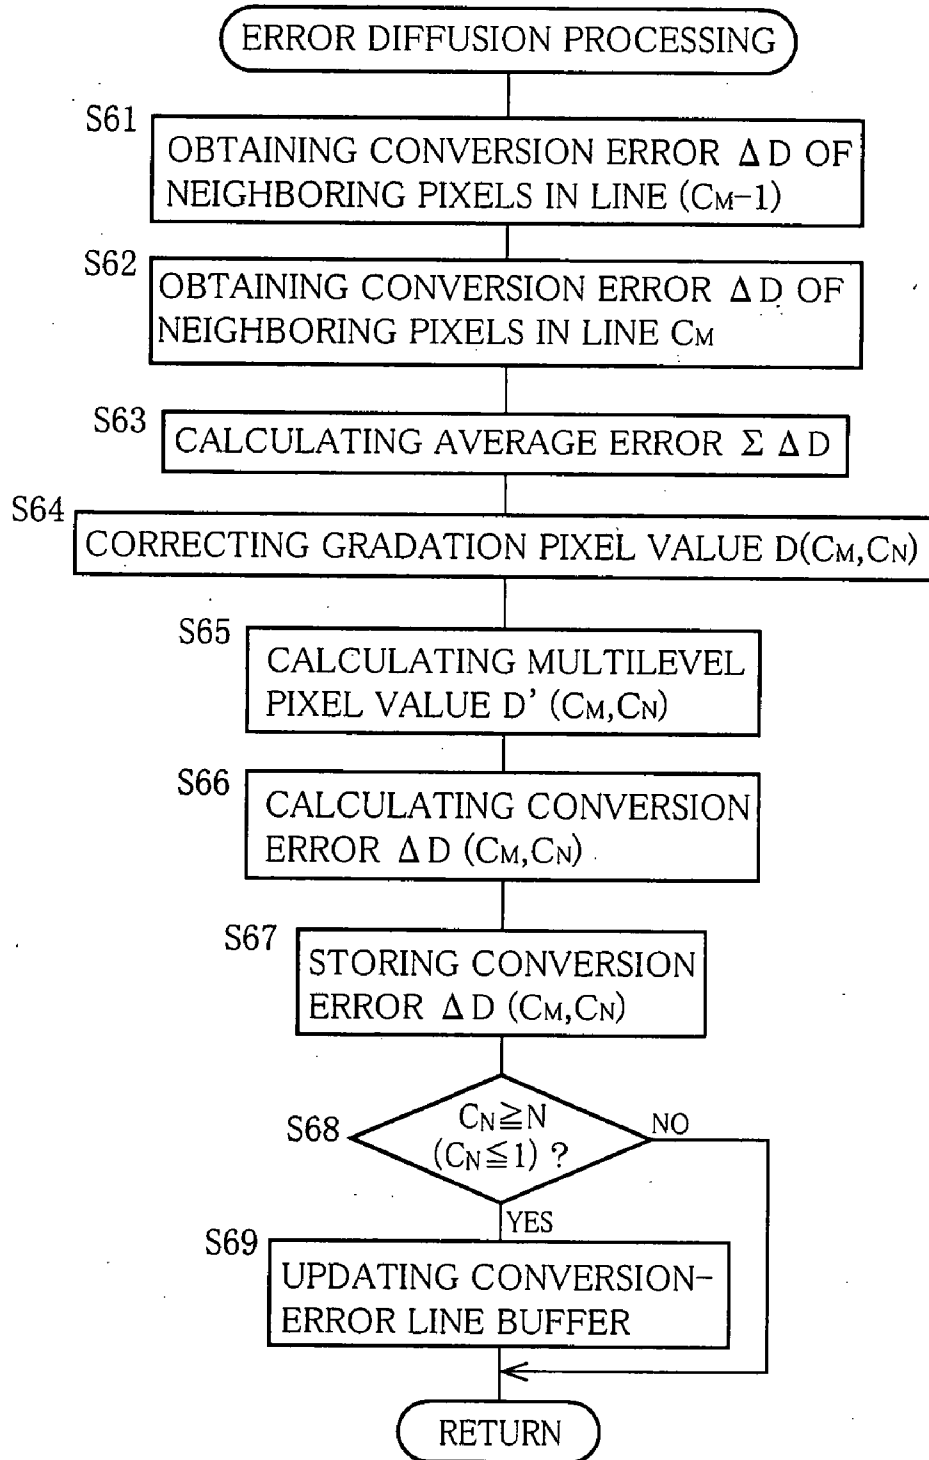 ERROR DIFFUSION PROCESSING
S61
OBTAINING CONVERSION ERROR ΔD OF
NEIGHBORING PIXELS IN LINE (CM-1)
S62
OBTAINING CONVERSION ERROR ΔD OF
NEIGHBORING PIXELS IN LINE CM
S63
CALCULATING AVERAGE ERROR Σ ΔD
S64
CORRECTING GRADATION PIXEL VALUE D(CM,CN)
S65
CALCULATING MULTILEVEL
PIXEL VALUE D' (CM,CN)
S66
CALCULATING CONVERSION
ERROR ΔD (CM,CN)
S67
STORING CONVERSION
ERROR ΔD (CM,CN)
S68
CN≧N
(CN≦1) ?
NO
YES
S69
UPDATING CONVERSION-
ERROR LINE BUFFER
RETURN